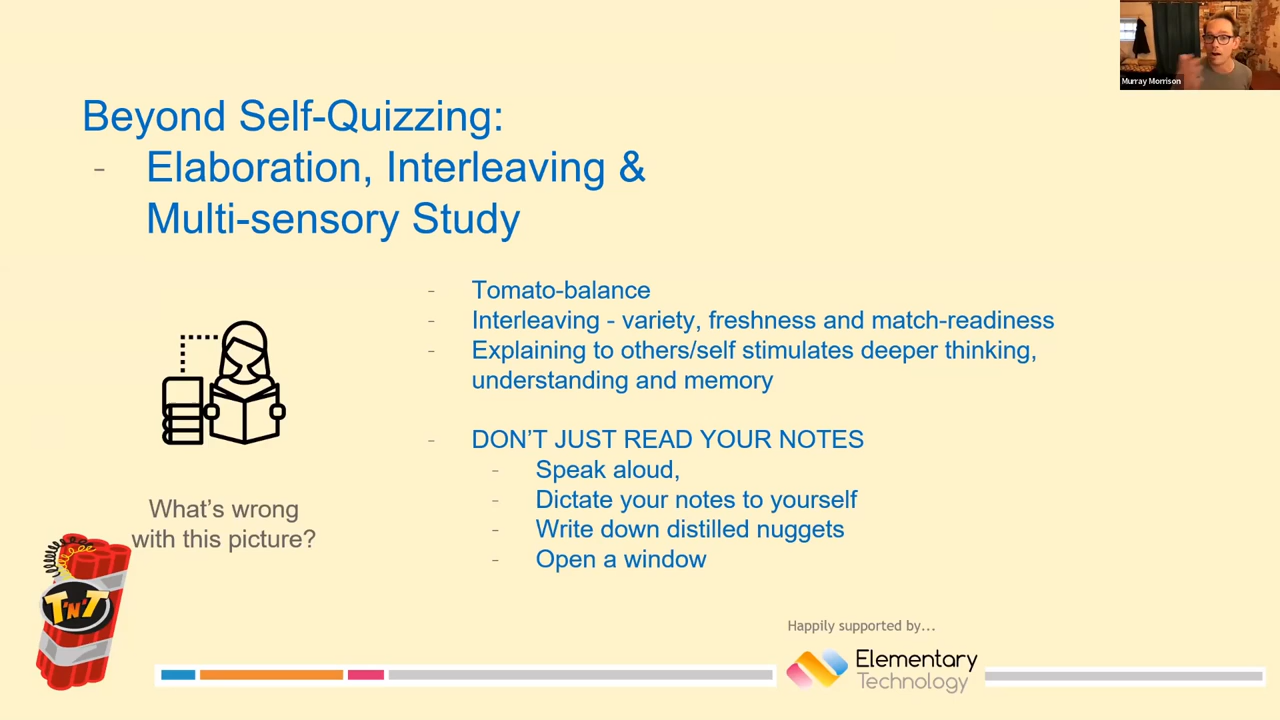 Murray Morrison
Beyond Self-Quizzing:
- Elaboration, Interleaving &
Multi-sensory Study
- Tomato-balance
- Interleaving - variety, freshness and match-readiness
- Explaining to others/self stimulates deeper thinking,
understanding and memory
- DON'T JUST READ YOUR NOTES
- Speak aloud,
- Dictate your notes to yourself
- Write down distilled nuggets
- Open a window
What's wrong
with this picture?
T'N'T
Happily supported by...
Elementary
Technology